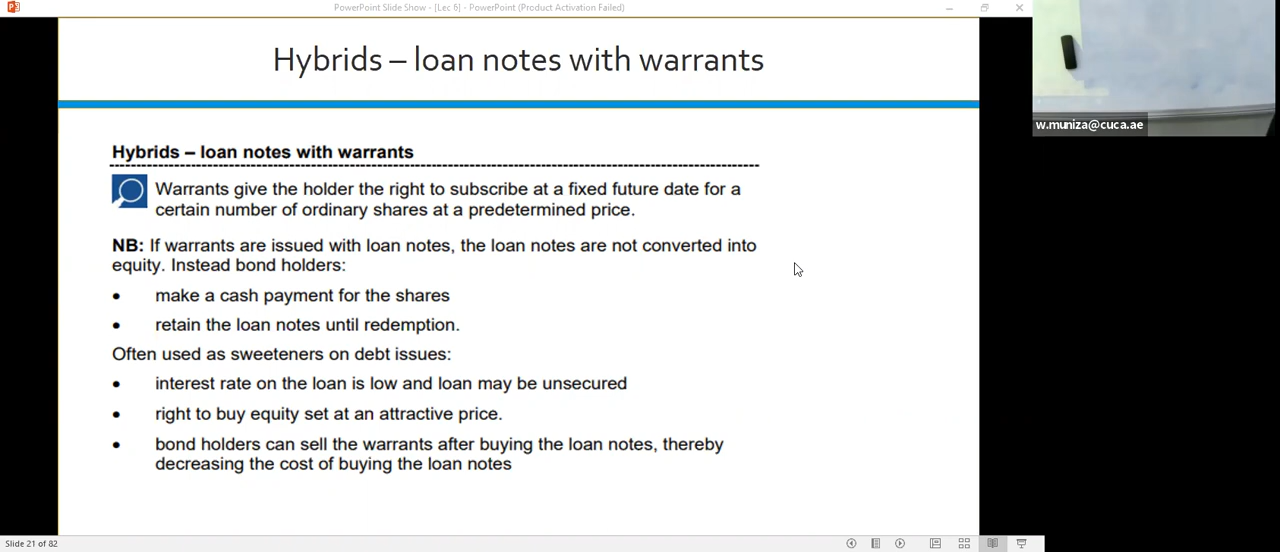 PowerPoint Slide Show - [Lec 6] - PowerPoint (Product Activation Failed)
Hybrids – loan notes with warrants
w.muniza@cuca.ae
Hybrids – loan notes with warrants
Warrants give the holder the right to subscribe at a fixed future date for a
certain number of ordinary shares at a predetermined price.
NB: If warrants are issued with loan notes, the loan notes are not converted into
equity. Instead bond holders:
• make a cash payment for the shares
• retain the loan notes until redemption.
Often used as sweeteners on debt issues:
• interest rate on the loan is low and loan may be unsecured
• right to buy equity set at an attractive price.
• bond holders can sell the warrants after buying the loan notes, thereby
decreasing the cost of buying the loan notes
Slide 21 of 82